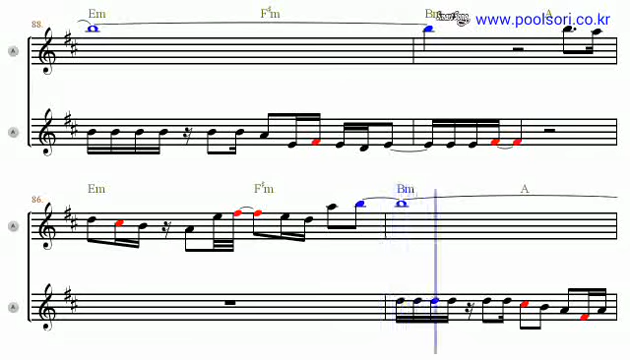 Em F#m Bm www.poolsori.co.kr
88. A
A
A
Em F#m Bm A
86.
A
A